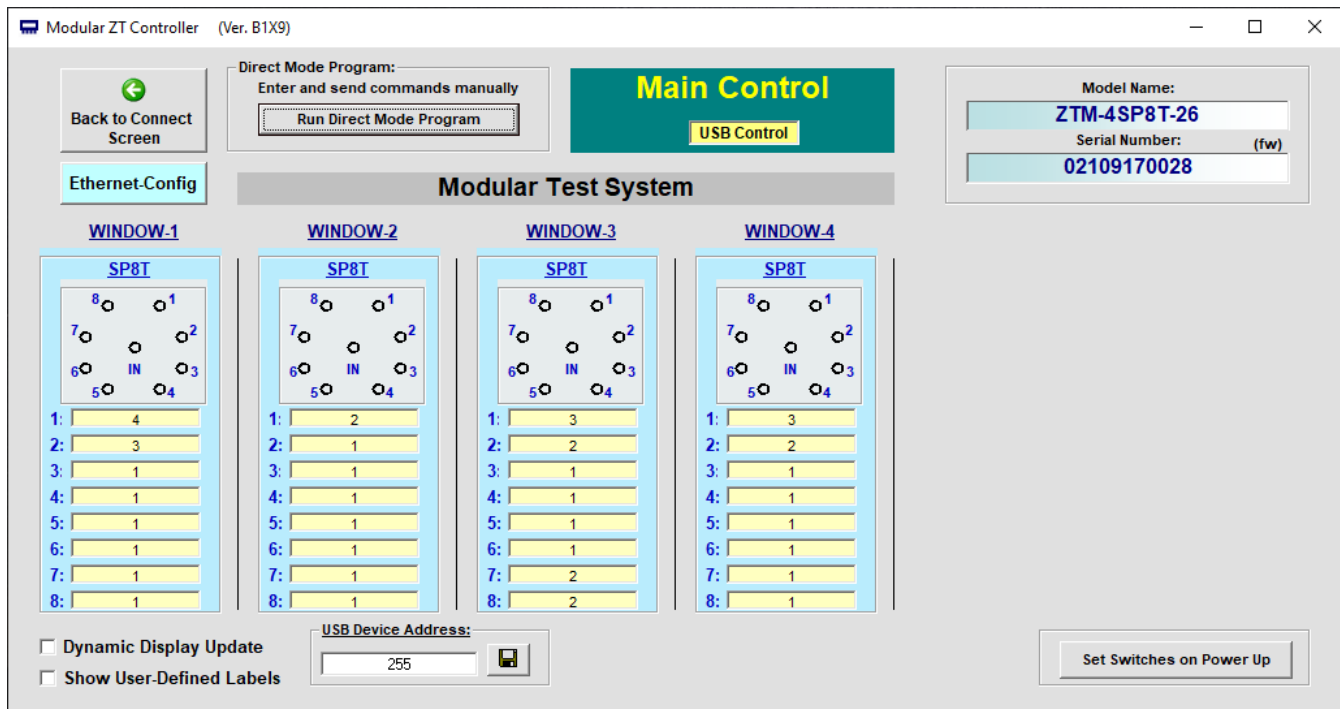 Modular ZT Controller (Ver. B1X9)
Back to Connect
Screen
Direct Mode Program:
Enter and send commands manually
Run Direct Mode Program
Main Control
USB Control
Model Name:
ZTM-4SP8T-26
Serial Number: (fw)
02109170028
Ethernet-Config
Modular Test System
WINDOW-1
SP8T
8 1
7 2
6 IN 3
5 4
1: 4
2: 3
3: 1
4: 1
5: 1
6: 1
7: 1
8: 1
WINDOW-2
SP8T
8 1
7 2
6 IN 3
5 4
1: 2
2: 1
3: 1
4: 1
5: 1
6: 1
7: 1
8: 1
WINDOW-3
SP8T
8 1
7 2
6 IN 3
5 4
1: 3
2: 2
3: 1
4: 1
5: 1
6: 1
7: 2
8: 2
WINDOW-4
SP8T
8 1
7 2
6 IN 3
5 4
1: 3
2: 2
3: 1
4: 1
5: 1
6: 1
7: 1
8: 1
Dynamic Display Update
Show User-Defined Labels
USB Device Address:
255
Set Switches on Power Up